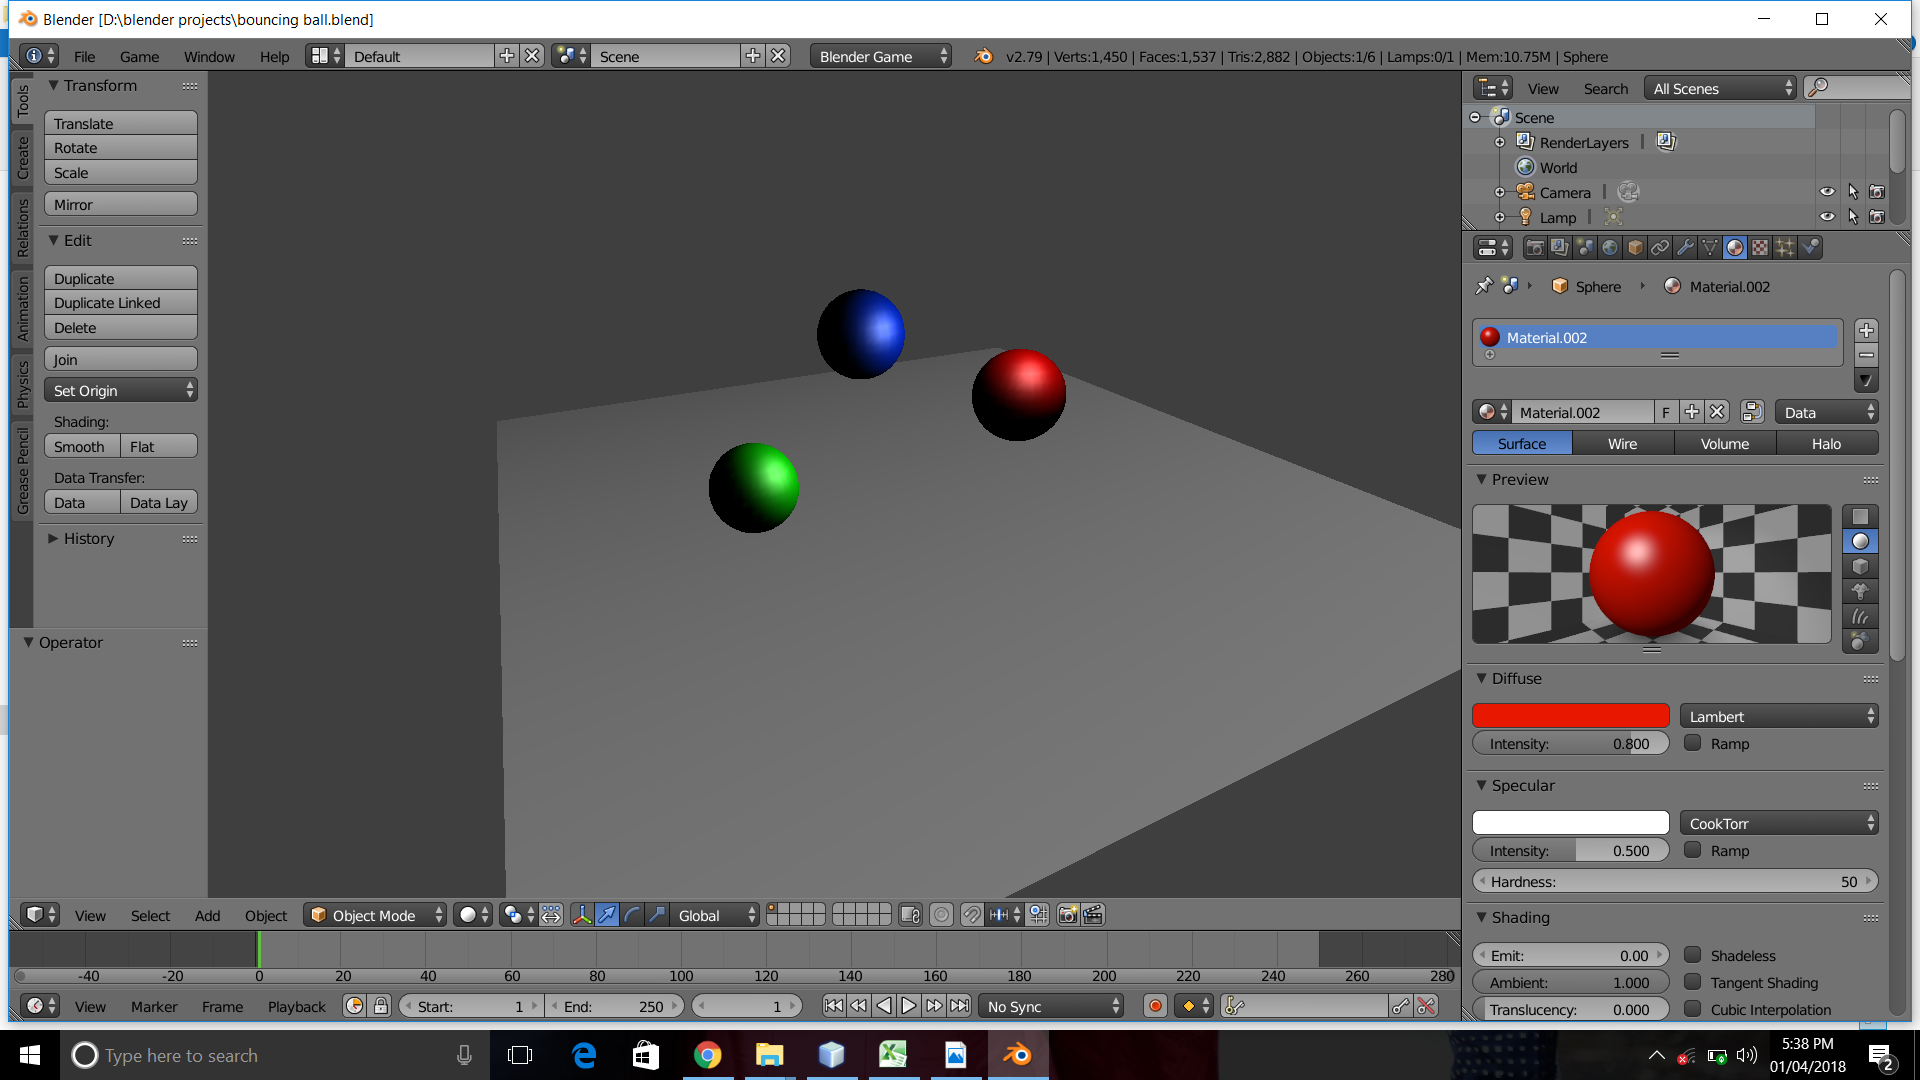 Blender [D:\blender projects\bouncing ball.blend]
File Game Window Help Default Scene Blender Game v2.79 | Verts:1,450 | Faces:1,537 | Tris:2,882 | Objects:1/6 | Lamps:0/1 | Mem:10.75M | Sphere
Tools
Create
Relations
Animation
Physics
Grease Pencil
Transform
Translate
Rotate
Scale
Mirror
Edit
Duplicate
Duplicate Linked
Delete
Join
Set Origin
Shading:
Smooth Flat
Data Transfer:
Data Data Lay
History
Operator
View Search All Scenes
Scene
RenderLayers
World
Camera
Lamp
Sphere Material.002
Material.002
Material.002 F Data
Surface Wire Volume Halo
Preview
Diffuse
Lambert
Intensity: 0.800 Ramp
Specular
CookTorr
Intensity: 0.500 Ramp
Hardness: 50
Shading
Emit: 0.00 Shadeless
Ambient: 1.000 Tangent Shading
Translucency: 0.000 Cubic Interpolation
View Select Add Object Object Mode Global
-40 -20 0 20 40 60 80 100 120 140 160 180 200 220 240 260 280
View Marker Frame Playback Start: 1 End: 250 1 No Sync
Type here to search
5:38 PM
01/04/2018
2